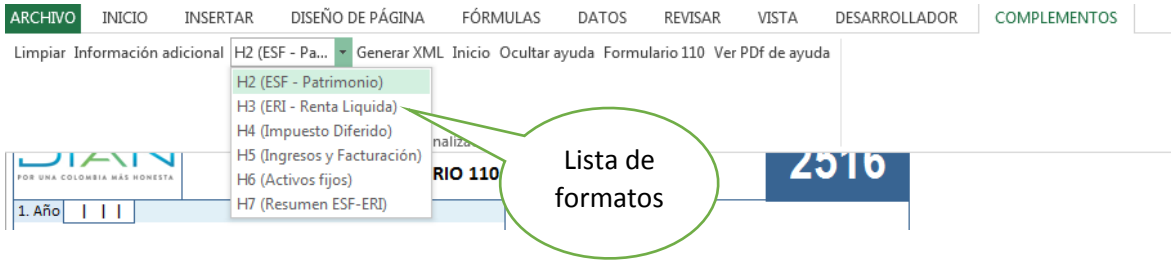 ARCHIVO INICIO INSERTAR DISEÑO DE PÁGINA FÓRMULAS DATOS REVISAR VISTA DESARROLLADOR COMPLEMENTOS
Limpiar Información adicional H2 (ESF - Pa... Generar XML Inicio Ocultar ayuda Formulario 110 Ver PDf de ayuda
H2 (ESF - Patrimonio)
H3 (ERI - Renta Liquida)
H4 (Impuesto Diferido)
H5 (Ingresos y Facturación)
H6 (Activos fijos)
H7 (Resumen ESF-ERI)
Lista de
formatos
POR UNA COLOMBIA MÁS HONESTA
RIO 110
2516
1. Año